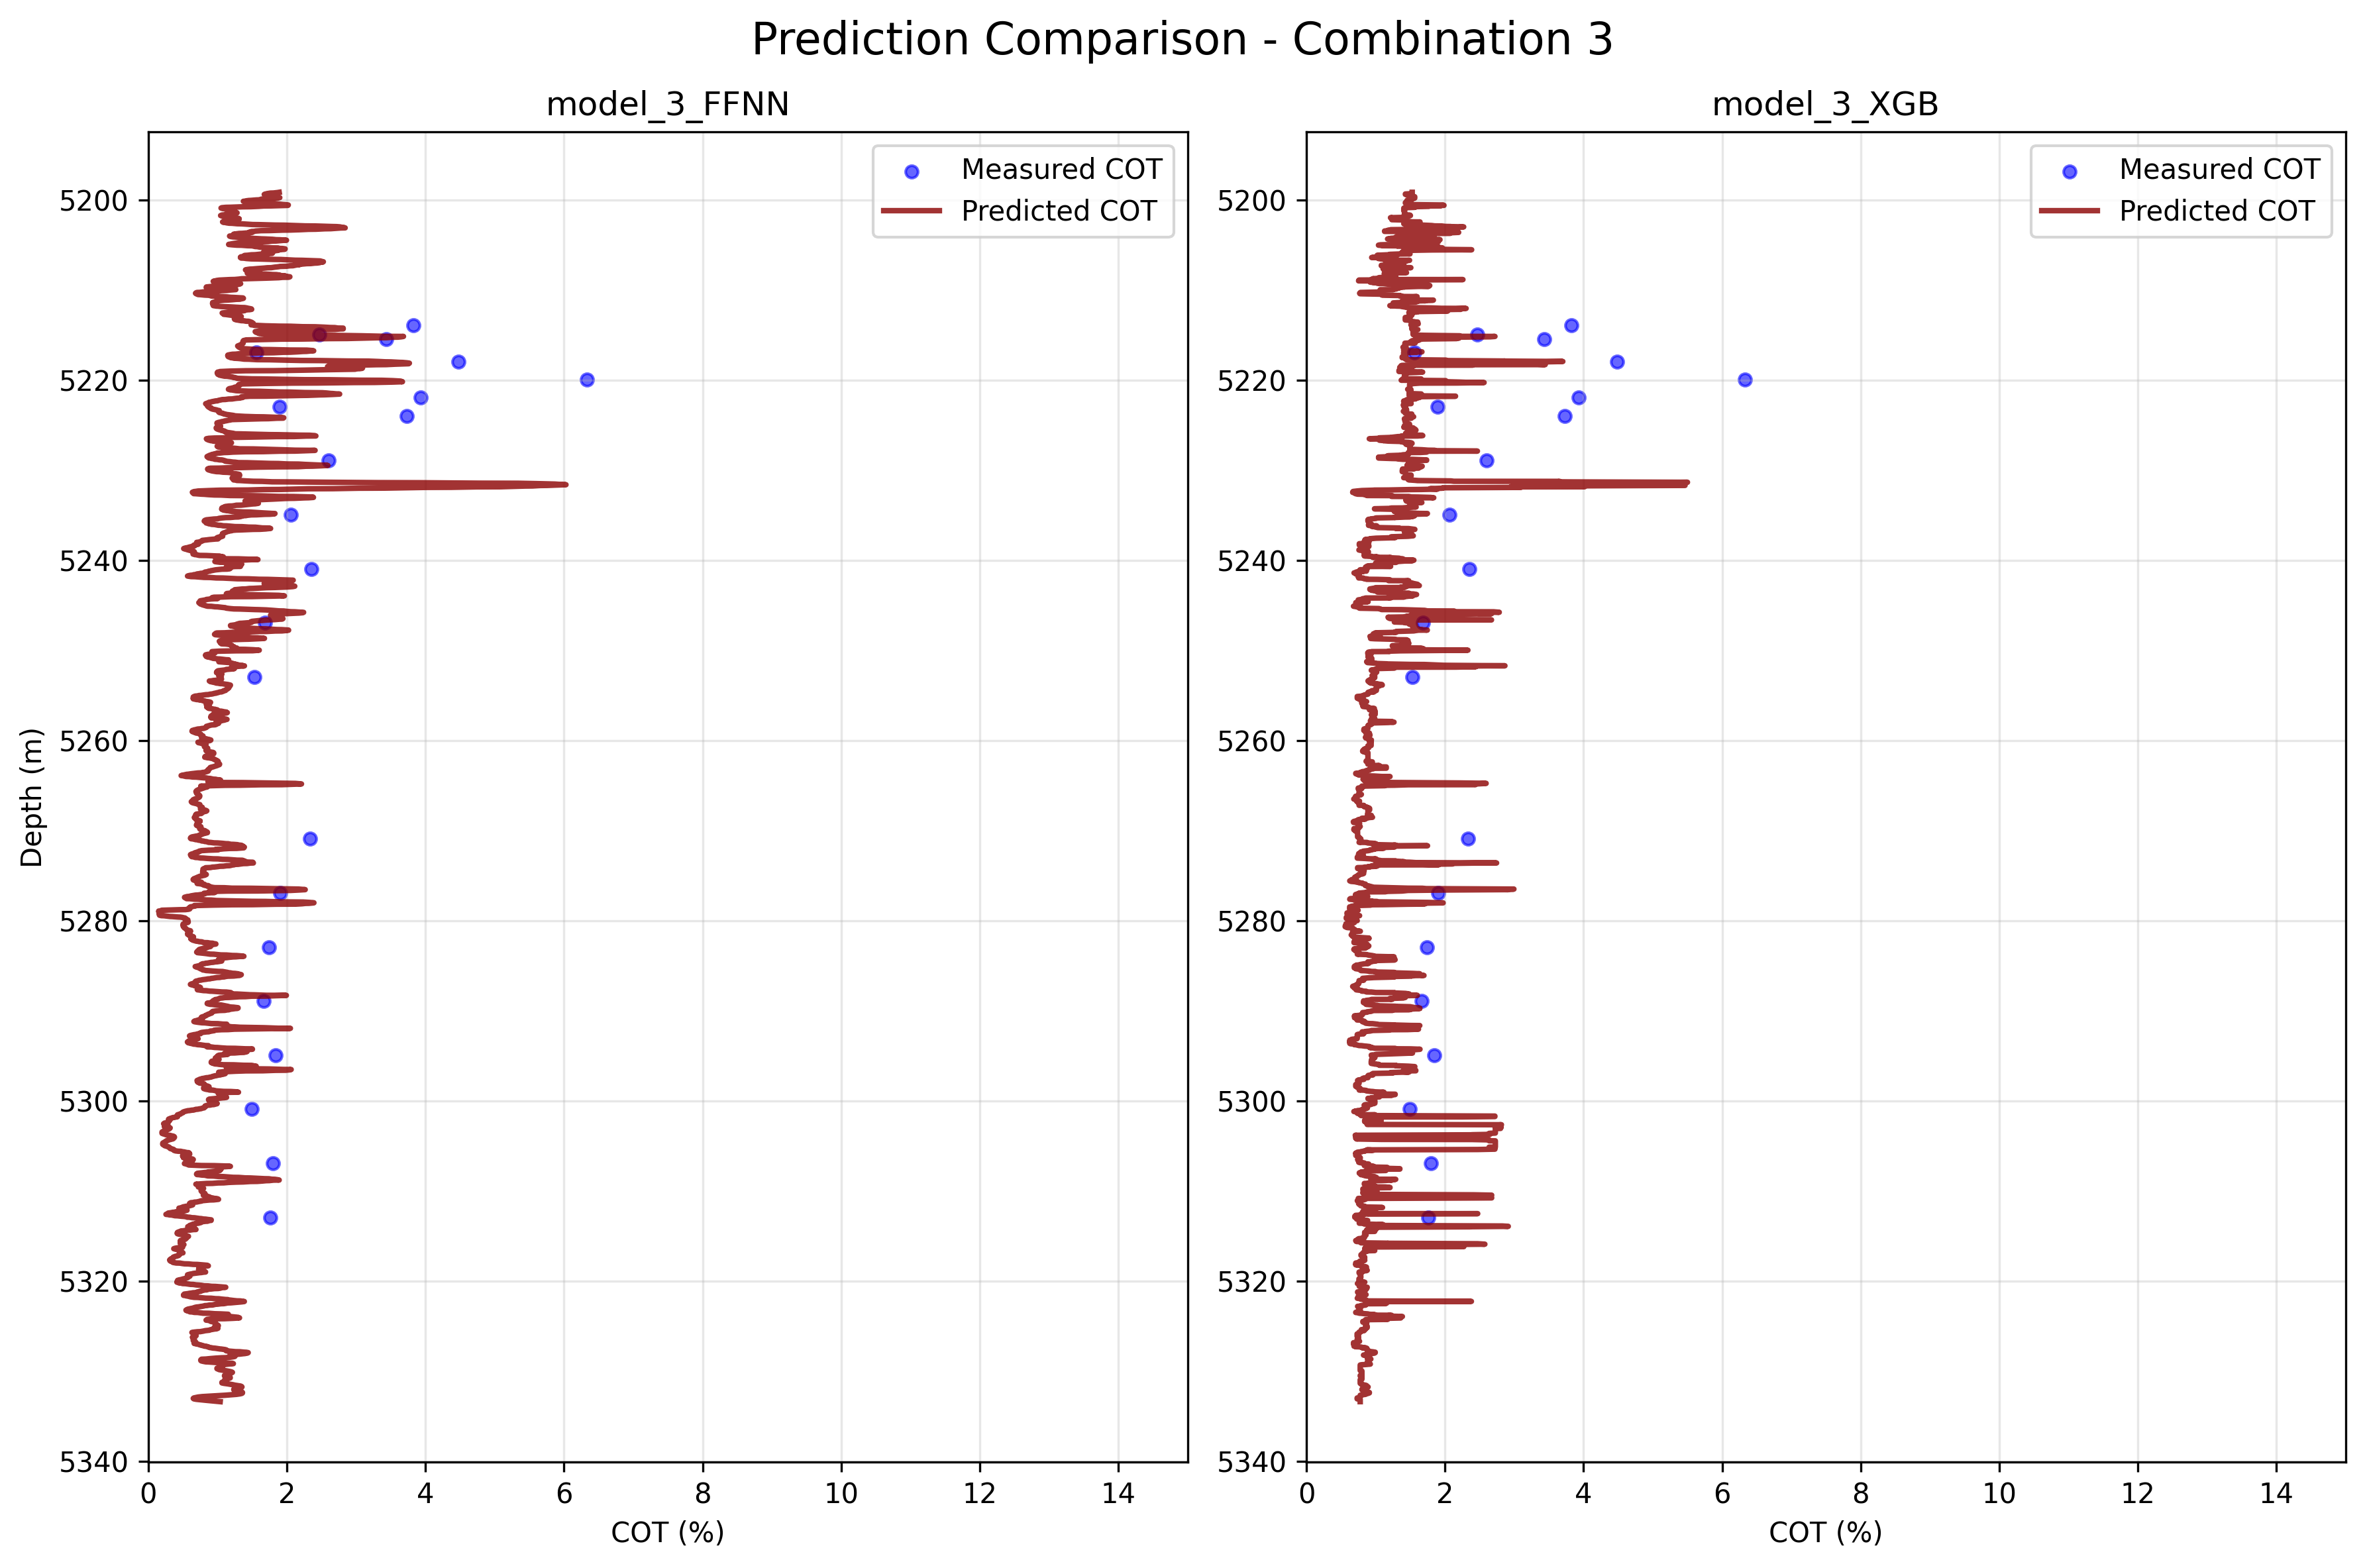 Prediction Comparison - Combination 3
model_3_FFNN
Measured COT
Predicted COT
5200
5220
5240
5260
5280
5300
5320
5340
Depth (m)
0 2 4 6 8 10 12 14
COT (%)
model_3_XGB
Measured COT
Predicted COT
5200
5220
5240
5260
5280
5300
5320
5340
0 2 4 6 8 10 12 14
COT (%)